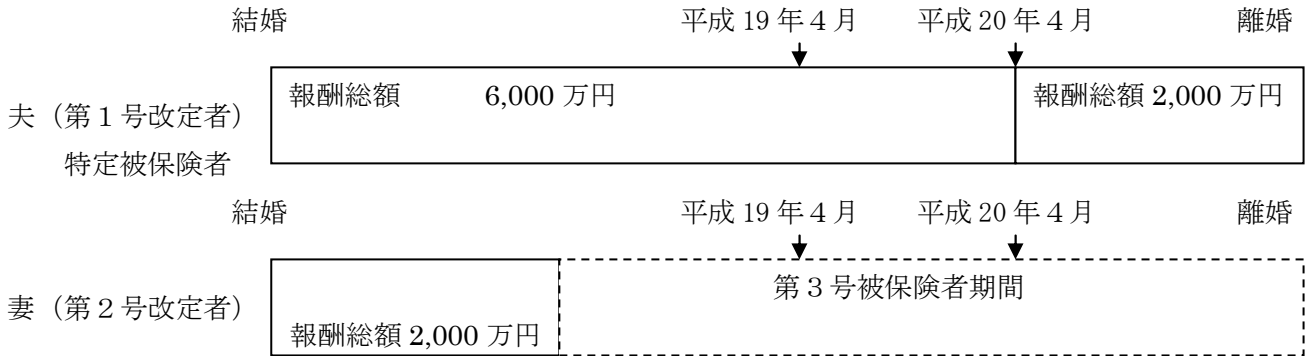 結婚 平成 19 年４月 平成 20 年４月 離婚
報酬総額 6,000 万円 報酬総額 2,000 万円
夫（第１号改定者）
特定被保険者
結婚 平成 19 年４月 平成 20 年４月 離婚
第３号被保険者期間
妻（第２号改定者）
報酬総額 2,000 万円